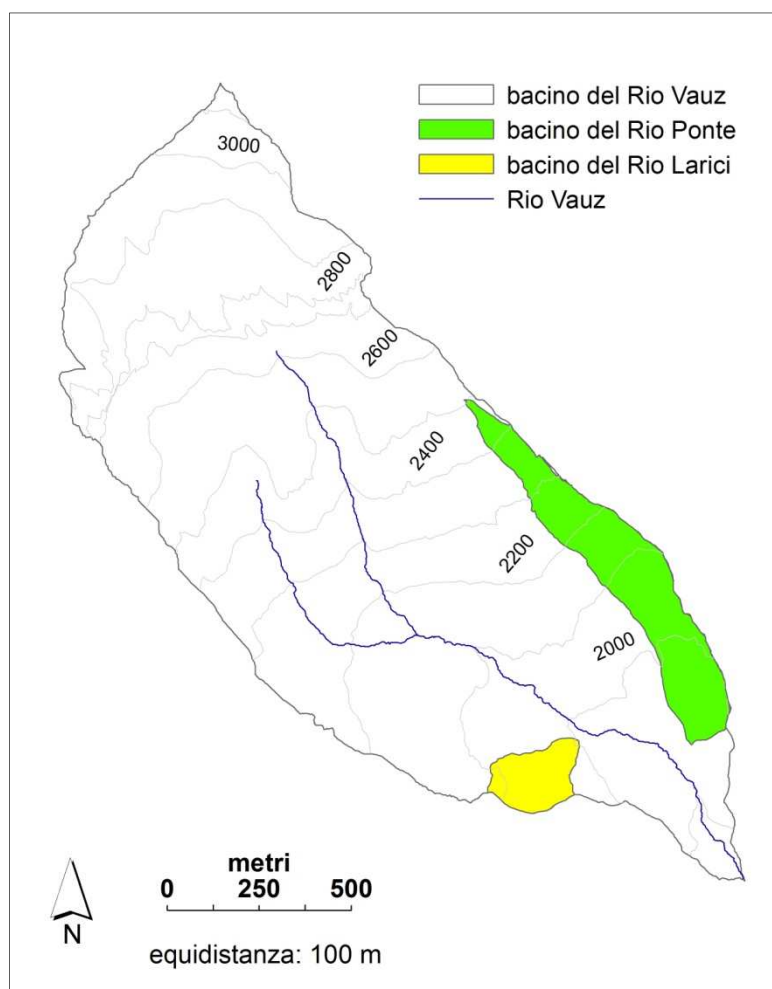 bacino del Rio Vauz
bacino del Rio Ponte
bacino del Rio Larici
Rio Vauz
3000
2800
2600
2400
2200
2000
metri
0 250 500
N
equidistanza: 100 m